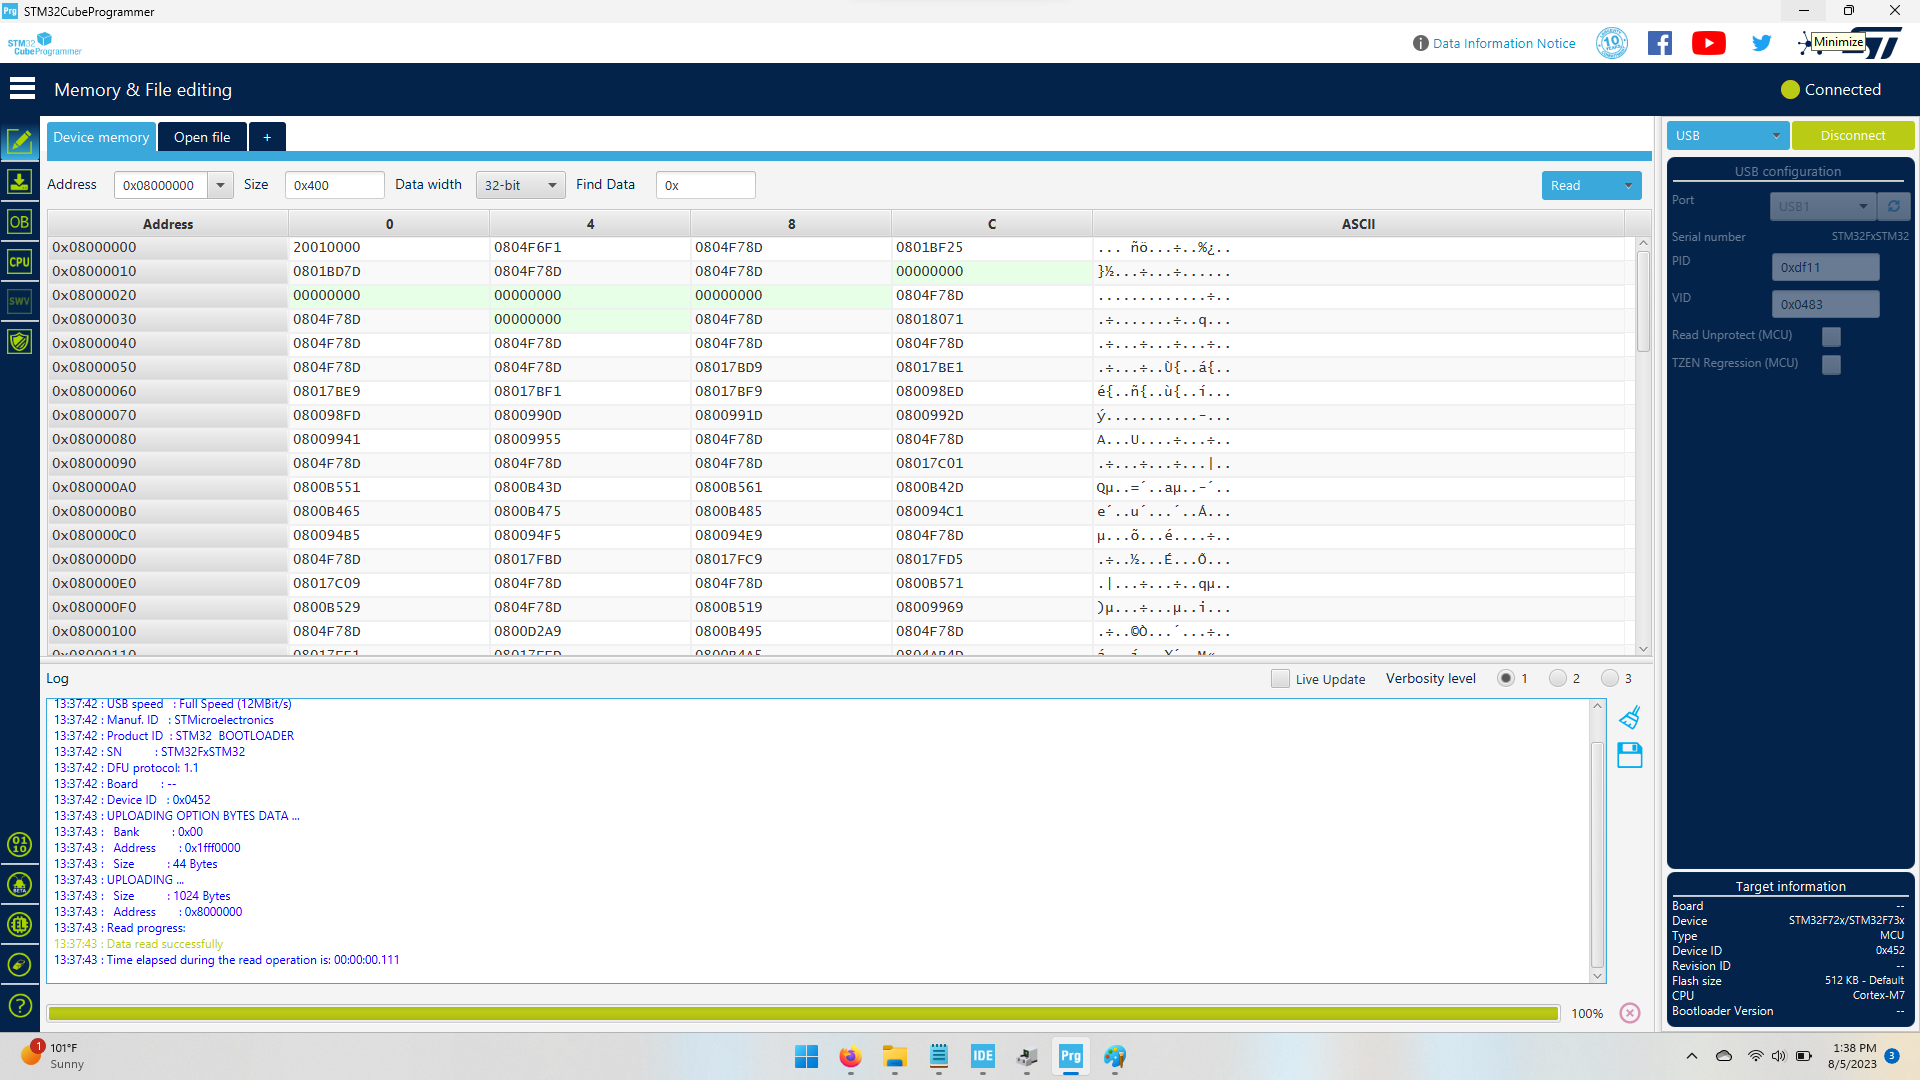 Prg STM32CubeProgrammer
STM32 CubeProgrammer
Data Information Notice
10
Minimize
Memory & File editing
Connected
Device memory Open file +
USB Disconnect
Address 0x08000000 Size 0x400 Data width 32-bit Find Data 0x Read
Address 0 4 8 C ASCII
0x08000000 20010000 0804F6F1 0804F78D 0801BF25 ... ñö...÷..%¿..
0x08000010 0801BD7D 0804F78D 0804F78D 00000000 }½...÷...÷......
0x08000020 00000000 00000000 00000000 0804F78D .............÷..
0x08000030 0804F78D 00000000 0804F78D 08018071 .÷.......÷..q...
0x08000040 0804F78D 0804F78D 0804F78D 0804F78D .÷...÷...÷...÷..
0x08000050 0804F78D 0804F78D 08017BD9 08017BE1 .÷...÷..Ù{..á{..
0x08000060 08017BE9 08017BF1 08017BF9 080098ED é{..ñ{..ù{..í...
0x08000070 080098FD 0800990D 0800991D 0800992D ý...........-...
0x08000080 08009941 08009955 0804F78D 0804F78D A...U....÷...÷..
0x08000090 0804F78D 0804F78D 0804F78D 08017C01 .÷...÷...÷...|..
0x080000A0 0800B551 0800B43D 0800B561 0800B42D Qµ..=´..aµ..-´..
0x080000B0 0800B465 0800B475 0800B485 080094C1 e´..u´...´..Á...
0x080000C0 080094B5 080094F5 080094E9 0804F78D µ...õ...é....÷..
0x080000D0 0804F78D 08017FBD 08017FC9 08017FD5 .÷..½...É...Õ...
0x080000E0 08017C09 0804F78D 0804F78D 0800B571 .|...÷...÷..qµ..
0x080000F0 0800B529 0804F78D 0800B519 08009969 )µ...÷...µ..i...
0x08000100 0804F78D 0800D2A9 0800B495 0804F78D .÷..©Ò...´...÷..
USB configuration
Port USB1
Serial number STM32FxSTM32
PID 0xdf11
VID 0x0483
Read Unprotect (MCU)
TZEN Regression (MCU)
OB
CPU
SWV
Log Live Update Verbosity level 1 2 3
13:37:42 : USB speed : Full Speed (12MBit/s)
13:37:42 : Manuf. ID : STMicroelectronics
13:37:42 : Product ID : STM32 BOOTLOADER
13:37:42 : SN : STM32FxSTM32
13:37:42 : DFU protocol: 1.1
13:37:42 : Board : --
13:37:42 : Device ID : 0x0452
13:37:43 : UPLOADING OPTION BYTES DATA ...
13:37:43 : Bank : 0x00
13:37:43 : Address : 0x1fff0000
13:37:43 : Size : 44 Bytes
13:37:43 : UPLOADING ...
13:37:43 : Size : 1024 Bytes
13:37:43 : Address : 0x8000000
13:37:43 : Read progress:
13:37:43 : Data read successfully
13:37:43 : Time elapsed during the read operation is: 00:00:00.111
100%
Target information
Board --
Device STM32F72x/STM32F73x
Type MCU
Device ID 0x452
Revision ID --
Flash size 512 KB - Default
CPU Cortex-M7
Bootloader Version --
1 101°F
Sunny
IDE
Prg
1:38 PM
8/5/2023
3